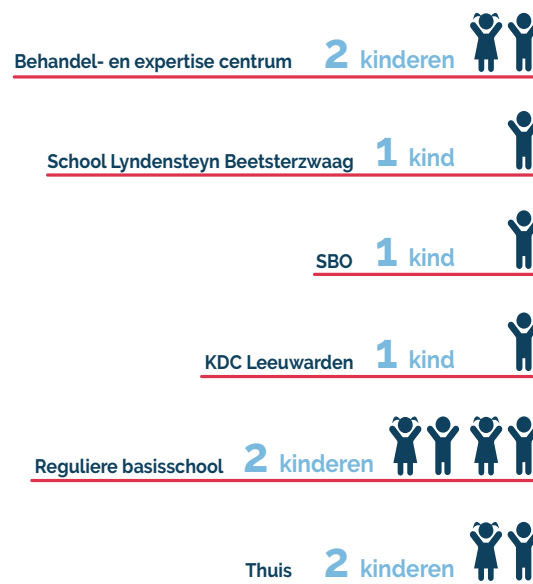 Behandel- en expertise centrum 2 kinderen
School Lyndensteyn Beetsterzwaag 1 kind
SBO 1 kind
KDC Leeuwarden 1 kind
Reguliere basisschool 2 kinderen
Thuis 2 kinderen